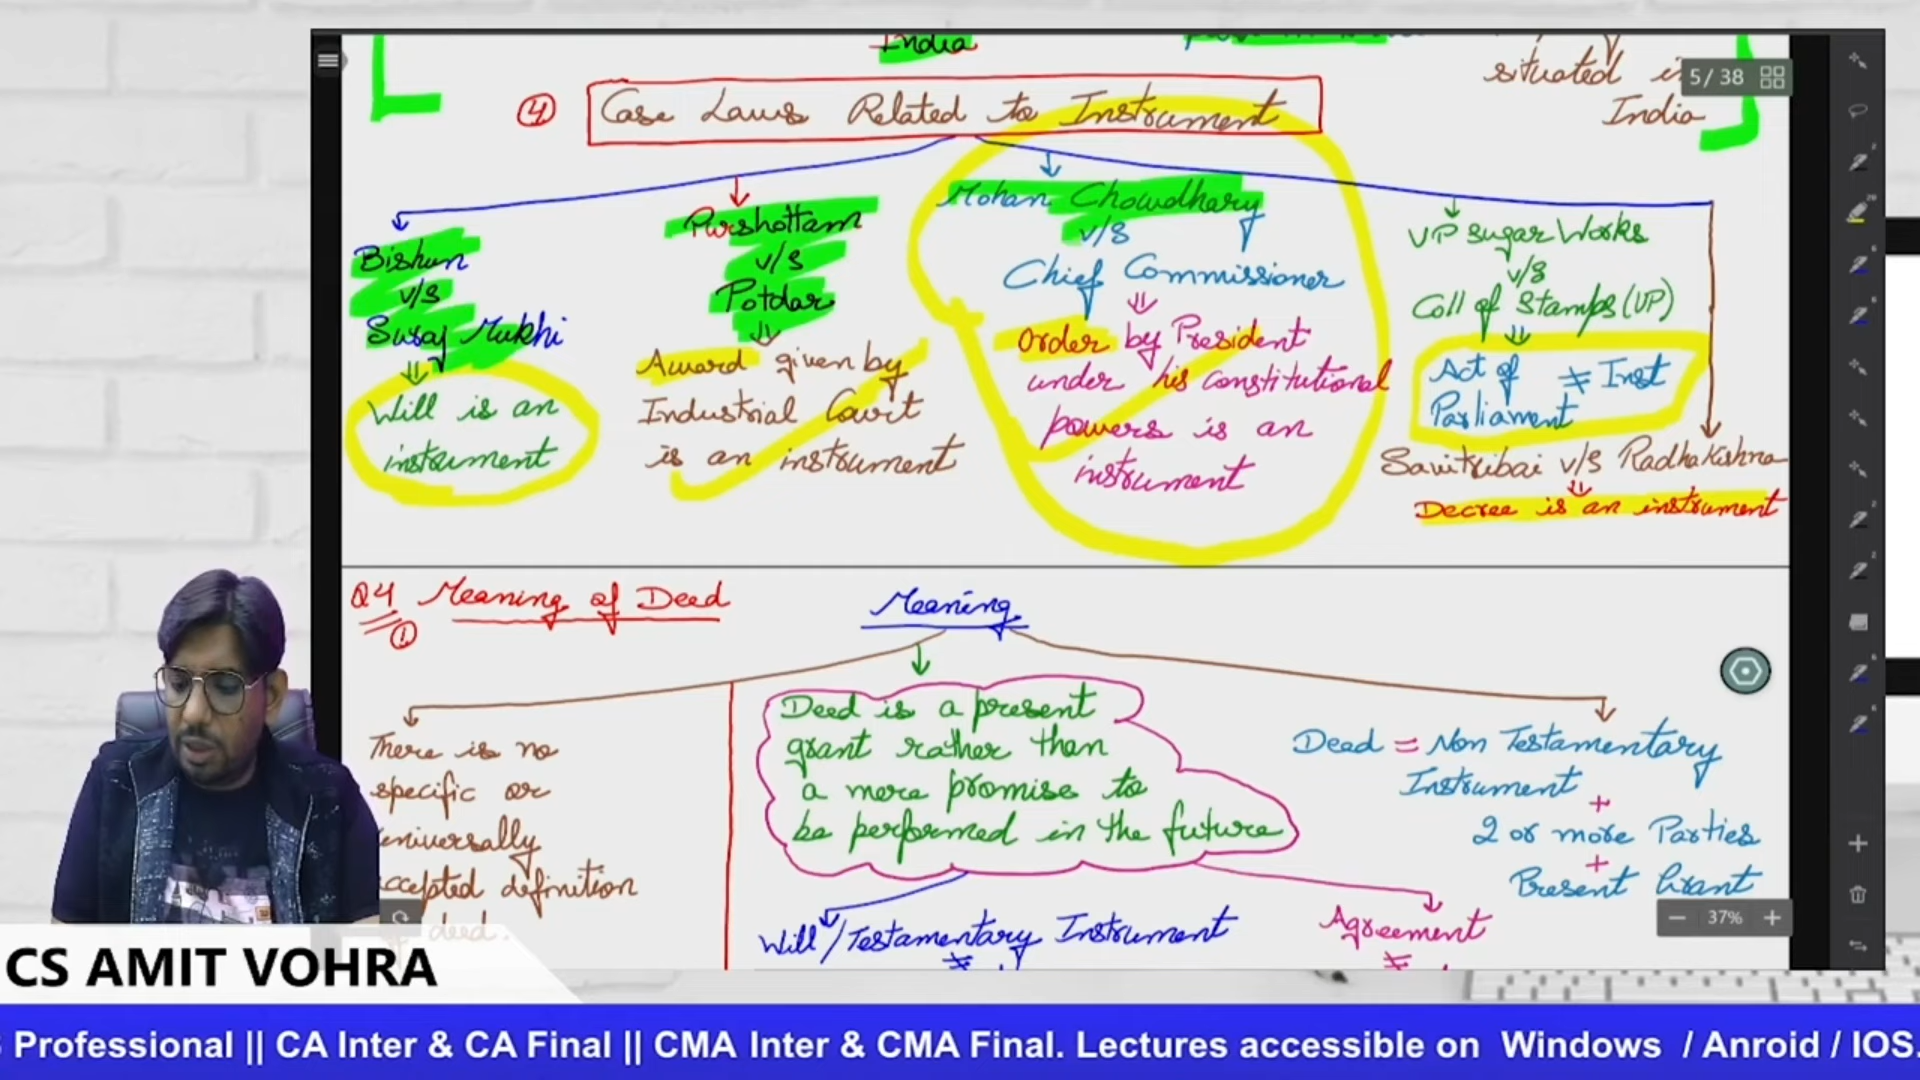 India
situated in
India
5/ 38
④ Case Laws Related to Instrument
Bishun
v/s
Suraj Mukhi
Will is an
instrument
Purshottam
v/s
Potdar
Award given by
Industrial Court
is an instrument
Mohan Chowdhary
v/s
Chief Commissioner
Order by President
under his constitutional
powers is an
instrument
UP Sugar Works
v/s
Coll of Stamps (UP)
Act of ≠ Inst
Parliament
Savitribai v/s RadhaKishna
Decree is an instrument
Q4 Meaning of Deed
①
Meaning
There is no
specific or
universally
accepted definition
deed.
Deed is a present
grant rather than
a mere promise to
be performed in the future
Will/Testamentary Instrument
≠
Agreement
≠
Deed = Non Testamentary
Instrument
+
2 or more Parties
+
Present Grant
37%
CS AMIT VOHRA
Professional || CA Inter & CA Final || CMA Inter & CMA Final. Lectures accessible on Windows / Anroid / IOS.